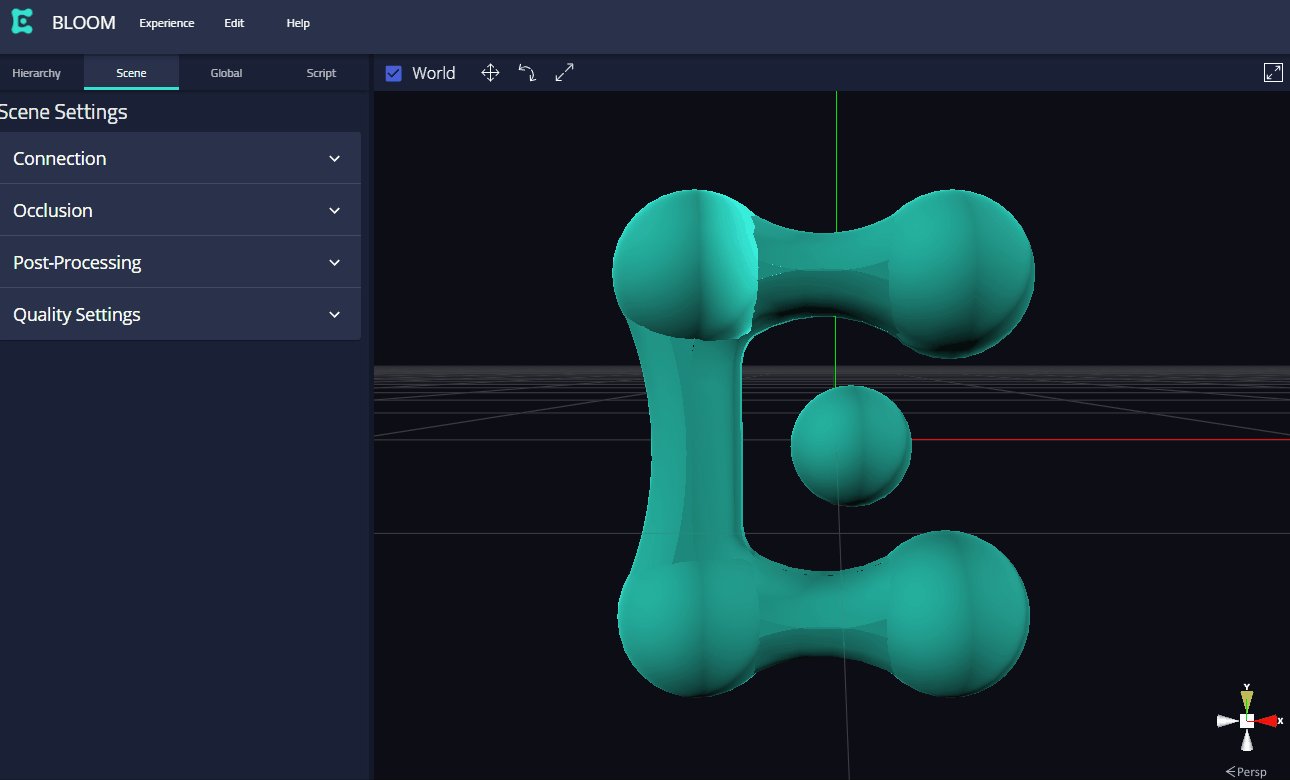 BLOOM Experience Edit Help
Hierarchy Scene Global Script
World
Scene Settings
Connection
Occlusion
Post-Processing
Quality Settings
Y
X
Persp